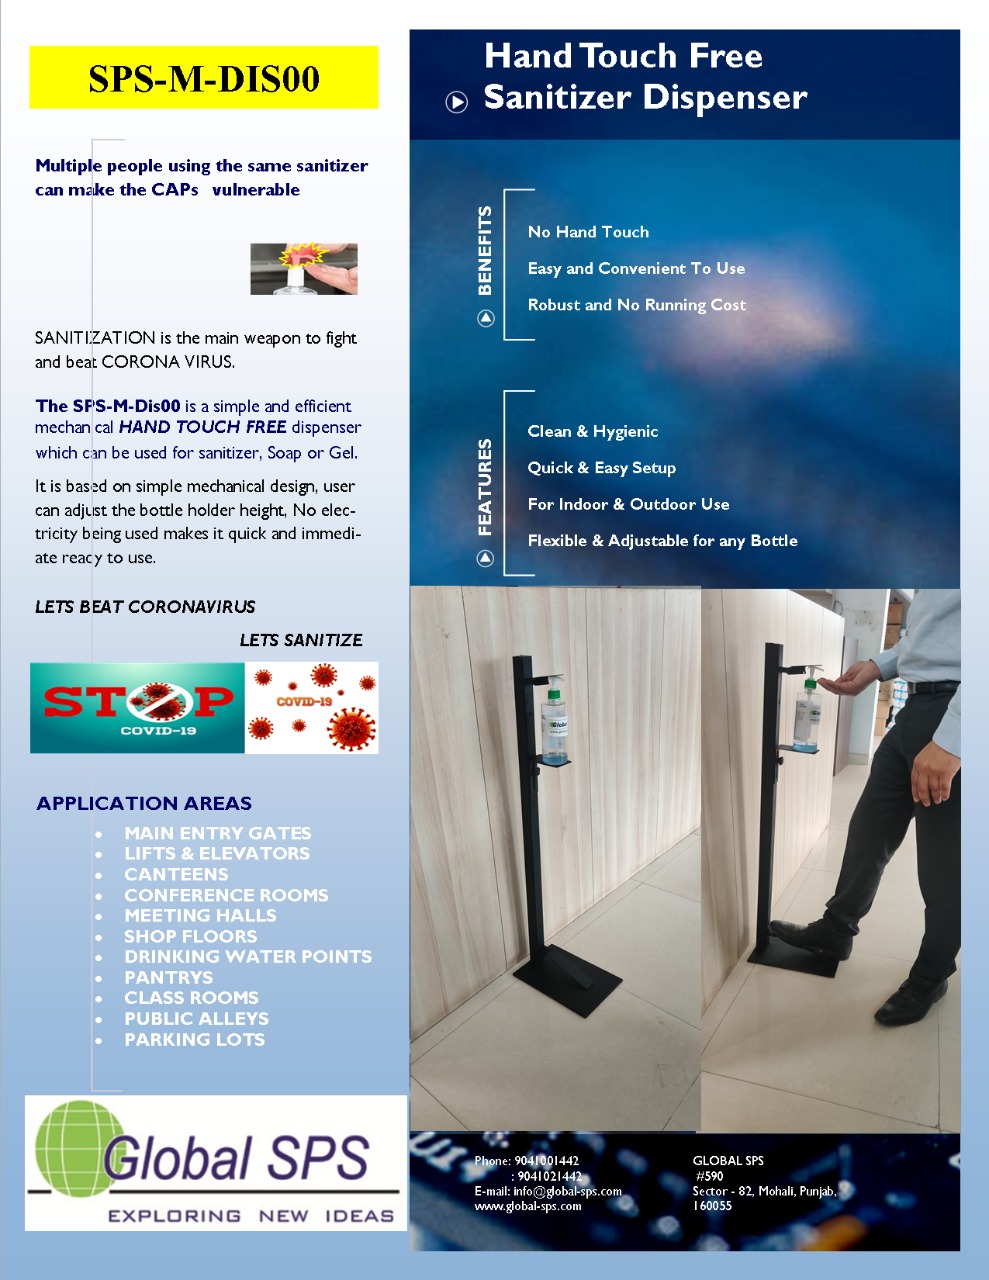 SPS-M-DIS00
Multiple people using the same sanitizer
can make the CAPs vulnerable
SANITIZATION is the main weapon to fight
and beat CORONA VIRUS.
The SPS-M-Dis00 is a simple and efficient
mechanical HAND TOUCH FREE dispenser
which can be used for sanitizer, Soap or Gel.
It is based on simple mechanical design, user
can adjust the bottle holder height, No elec-
tricity being used makes it quick and immedi-
ate ready to use.
LETS BEAT CORONAVIRUS
LETS SANITIZE
STOP
COVID-19
COVID-19
APPLICATION AREAS
• MAIN ENTRY GATES
• LIFTS & ELEVATORS
• CANTEENS
• CONFERENCE ROOMS
• MEETING HALLS
• SHOP FLOORS
• DRINKING WATER POINTS
• PANTRYS
• CLASS ROOMS
• PUBLIC ALLEYS
• PARKING LOTS
Global SPS
EXPLORING NEW IDEAS
Hand Touch Free
Sanitizer Dispenser
BENEFITS
No Hand Touch
Easy and Convenient To Use
Robust and No Running Cost
FEATURES
Clean & Hygienic
Quick & Easy Setup
For Indoor & Outdoor Use
Flexible & Adjustable for any Bottle
Global
Phone: 9041001442
: 9041021442
E-mail: info@global-sps.com
www.global-sps.com
GLOBAL SPS
#590
Sector - 82, Mohali, Punjab,
160055